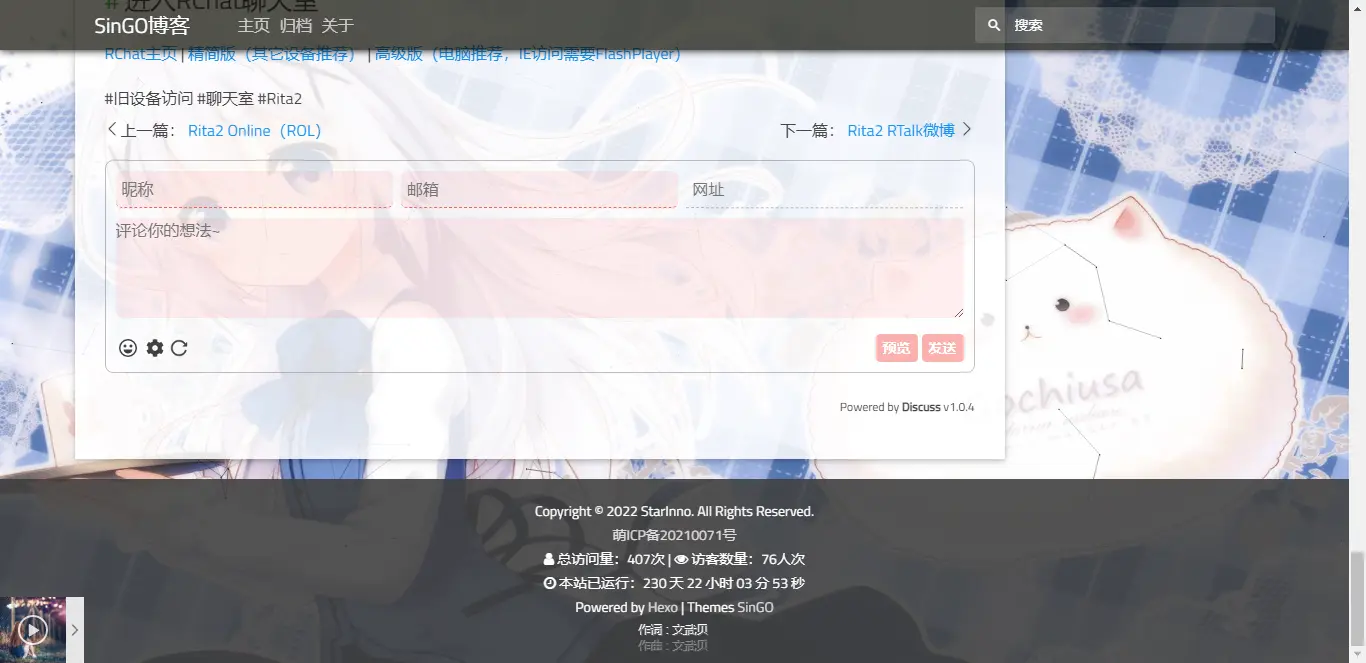 # 进入RChat聊天室
SinGO博客 主页 归档 关于 搜索
RChat主页 | 精简版（其它设备推荐） | 高级版（电脑推荐，IE访问需要FlashPlayer）
#旧设备访问 #聊天室 #Rita2
上一篇： Rita2 Online（ROL） 下一篇： Rita2 RTalk微博
昵称 邮箱 网址
评论你的想法~
预览 发送
Powered by Discuss v1.0.4
ochiusa
Copyright © 2022 StarInno. All Rights Reserved.
萌ICP备20210071号
总访问量：407次 | 访客数量：76人次
本站已运行：230 天 22 小时 03 分 53 秒
Powered by Hexo | Themes SinGO
作词 : 文武贝
作曲 : 文武贝